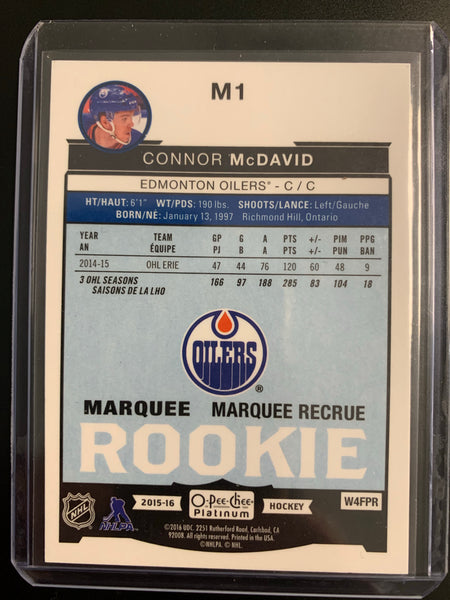 M1
CONNOR McDAVID
EDMONTON OILERS® - C / C
HT/HAUT: 6'1" WT/PDS: 190 lbs. SHOOTS/LANCE: Left/Gauche
BORN/NÉ: January 13, 1997 Richmond Hill, Ontario
YEAR TEAM GP G A PTS +/- PIM PPG
AN ÉQUIPE PJ B A PTS +/- PUN BAN
2014-15 OHL ERIE 47 44 76 120 60 48 9
3 OHL SEASONS 166 97 188 285 83 104 18
SAISONS DE LA LHO
OILERS ®
MARQUEE MARQUEE RECRUE
ROOKIE
NHL NHLPA 2015-16 O-Pee-Chee HOCKEY W4FPR
Platinum
©2016 UDC. 2251 Rutherford Road, Carlsbad, CA
92008. All rights reserved. Printed in the USA.
©NHLPA. © NHL.